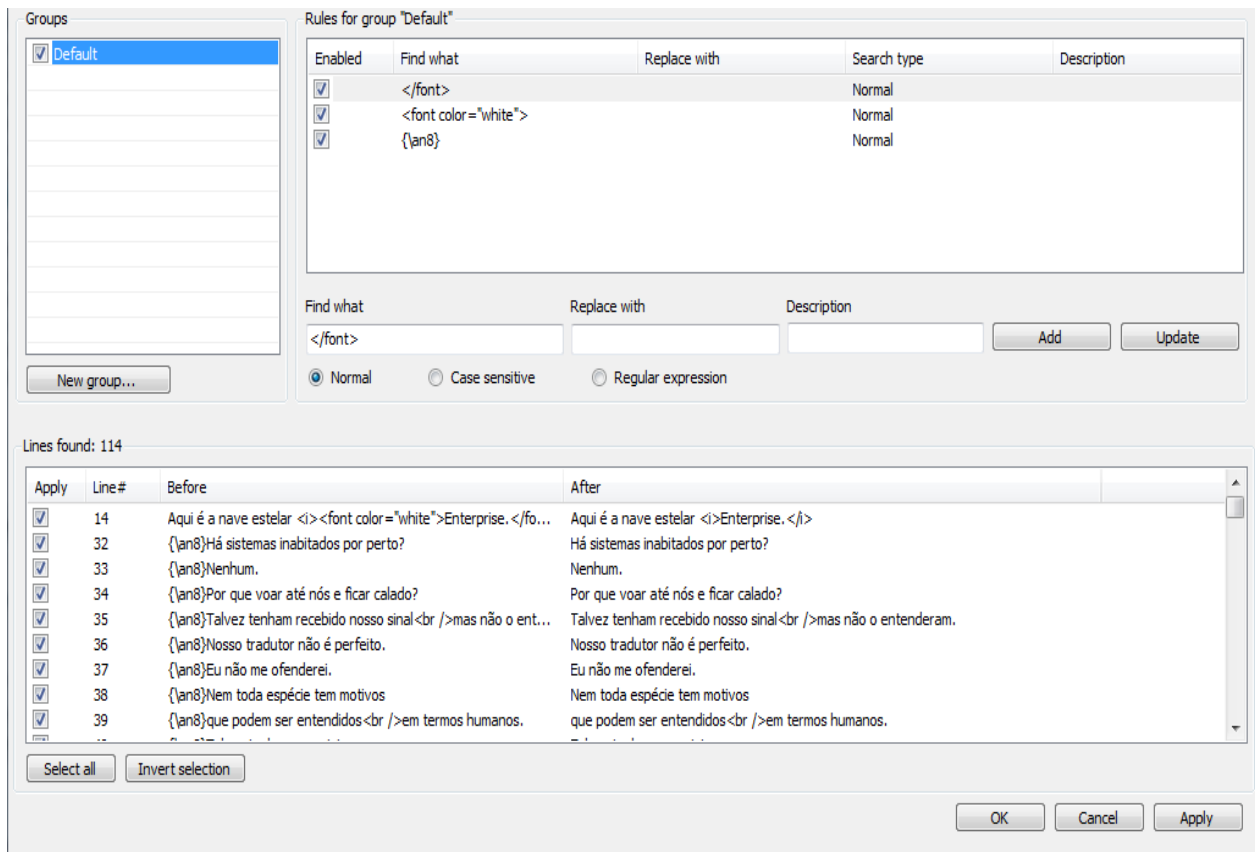 Groups
Default
New group...
Rules for group "Default"
Enabled Find what Replace with Search type Description
</font> Normal
<font color="white"> Normal
{\an8} Normal
Find what Replace with Description
</font> Add Update
Normal Case sensitive Regular expression
Lines found: 114
Apply Line# Before After
14 Aqui é a nave estelar <i><font color="white">Enterprise.</fo... Aqui é a nave estelar <i>Enterprise.</i>
32 {\an8}Há sistemas inabitados por perto? Há sistemas inabitados por perto?
33 {\an8}Nenhum. Nenhum.
34 {\an8}Por que voar até nós e ficar calado? Por que voar até nós e ficar calado?
35 {\an8}Talvez tenham recebido nosso sinal<br />mas não o ent... Talvez tenham recebido nosso sinal<br />mas não o entenderam.
36 {\an8}Nosso tradutor não é perfeito. Nosso tradutor não é perfeito.
37 {\an8}Eu não me ofenderei. Eu não me ofenderei.
38 {\an8}Nem toda espécie tem motivos Nem toda espécie tem motivos
39 {\an8}que podem ser entendidos<br />em termos humanos. que podem ser entendidos<br />em termos humanos.
Select all Invert selection
OK Cancel Apply